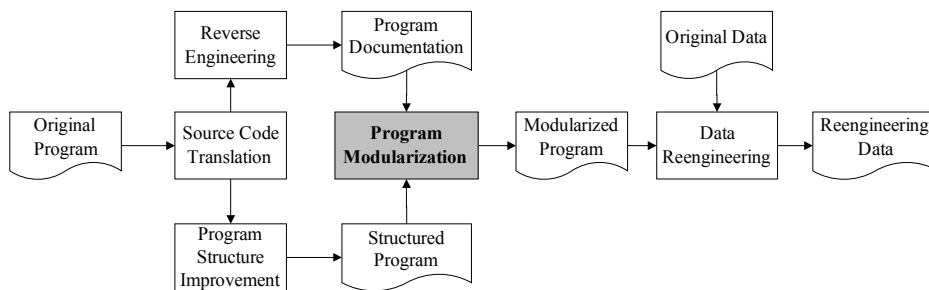 Reverse
Engineering
Program
Documentation
Original Data
Original
Program
Source Code
Translation
Program
Modularization
Modularized
Program
Data
Reengineering
Reengineering
Data
Program
Structure
Improvement
Structured
Program